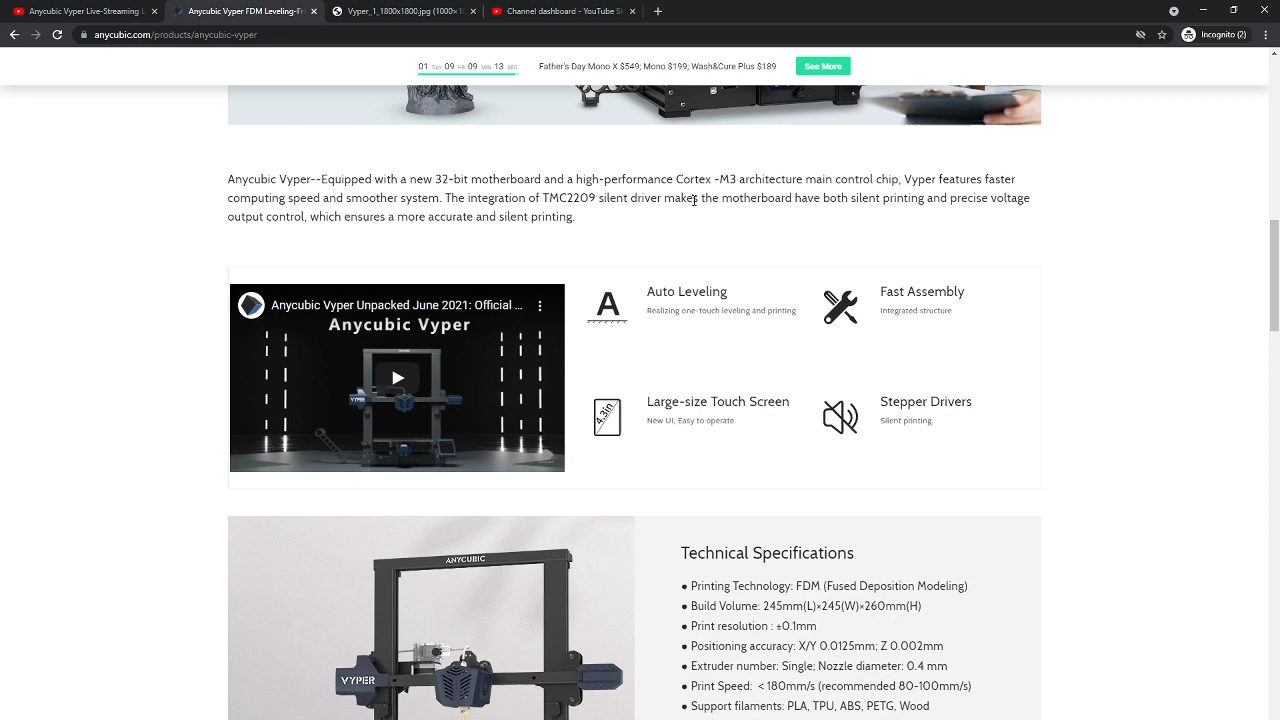 Anycubic Vyper Live-Streaming L
Anycubic Vyper FDM Leveling-Fr
Vyper_1_1800x1800.jpg (1000×1
Channel dashboard - YouTube St
anycubic.com/products/anycubic-vyper
Incognito (2)
01 DAY 09 HR 09 MIN 13 SEC
Father's Day:Mono X $549; Mono $199; Wash&Cure Plus $189
See More
Anycubic Vyper--Equipped with a new 32-bit motherboard and a high-performance Cortex -M3 architecture main control chip, Vyper features faster
computing speed and smoother system. The integration of TMC2209 silent driver makes the motherboard have both silent printing and precise voltage
output control, which ensures a more accurate and silent printing.
Anycubic Vyper Unpacked June 2021: Official ...
Anycubic Vyper
ANYCUBIC
VYPER
A
Auto Leveling
Realizing one-touch leveling and printing
Fast Assembly
Integrated structure
4.3in
Large-size Touch Screen
New UI, Easy to operate
Stepper Drivers
Silent printing.
ANYCUBIC
VYPER
Technical Specifications
● Printing Technology: FDM (Fused Deposition Modeling)
● Build Volume: 245mm(L)×245(W)×260mm(H)
● Print resolution : ±0.1mm
● Positioning accuracy: X/Y 0.0125mm; Z 0.002mm
● Extruder number: Single; Nozzle diameter: 0.4 mm
● Print Speed: < 180mm/s (recommended 80-100mm/s)
● Support filaments: PLA, TPU, ABS, PETG, Wood